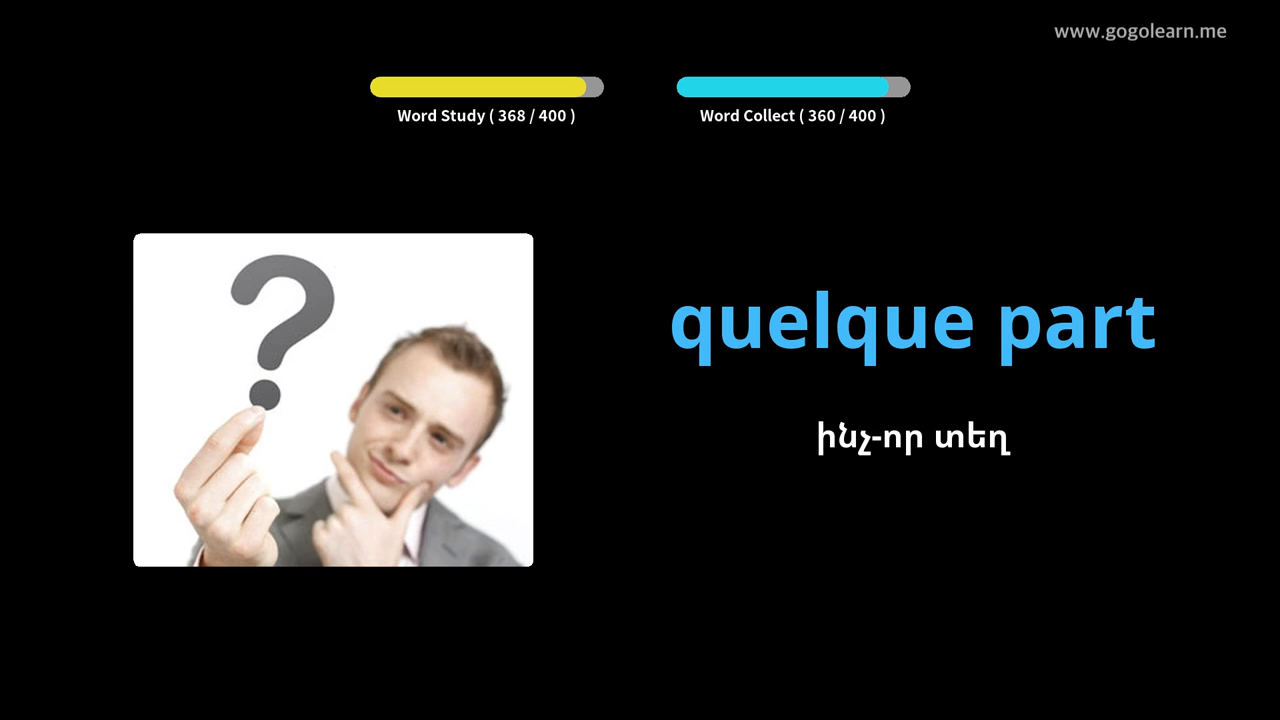 www.gogolearn.me
Word Study ( 368 / 400 )
Word Collect ( 360 / 400 )
quelque part
ինչ-որ տեղ